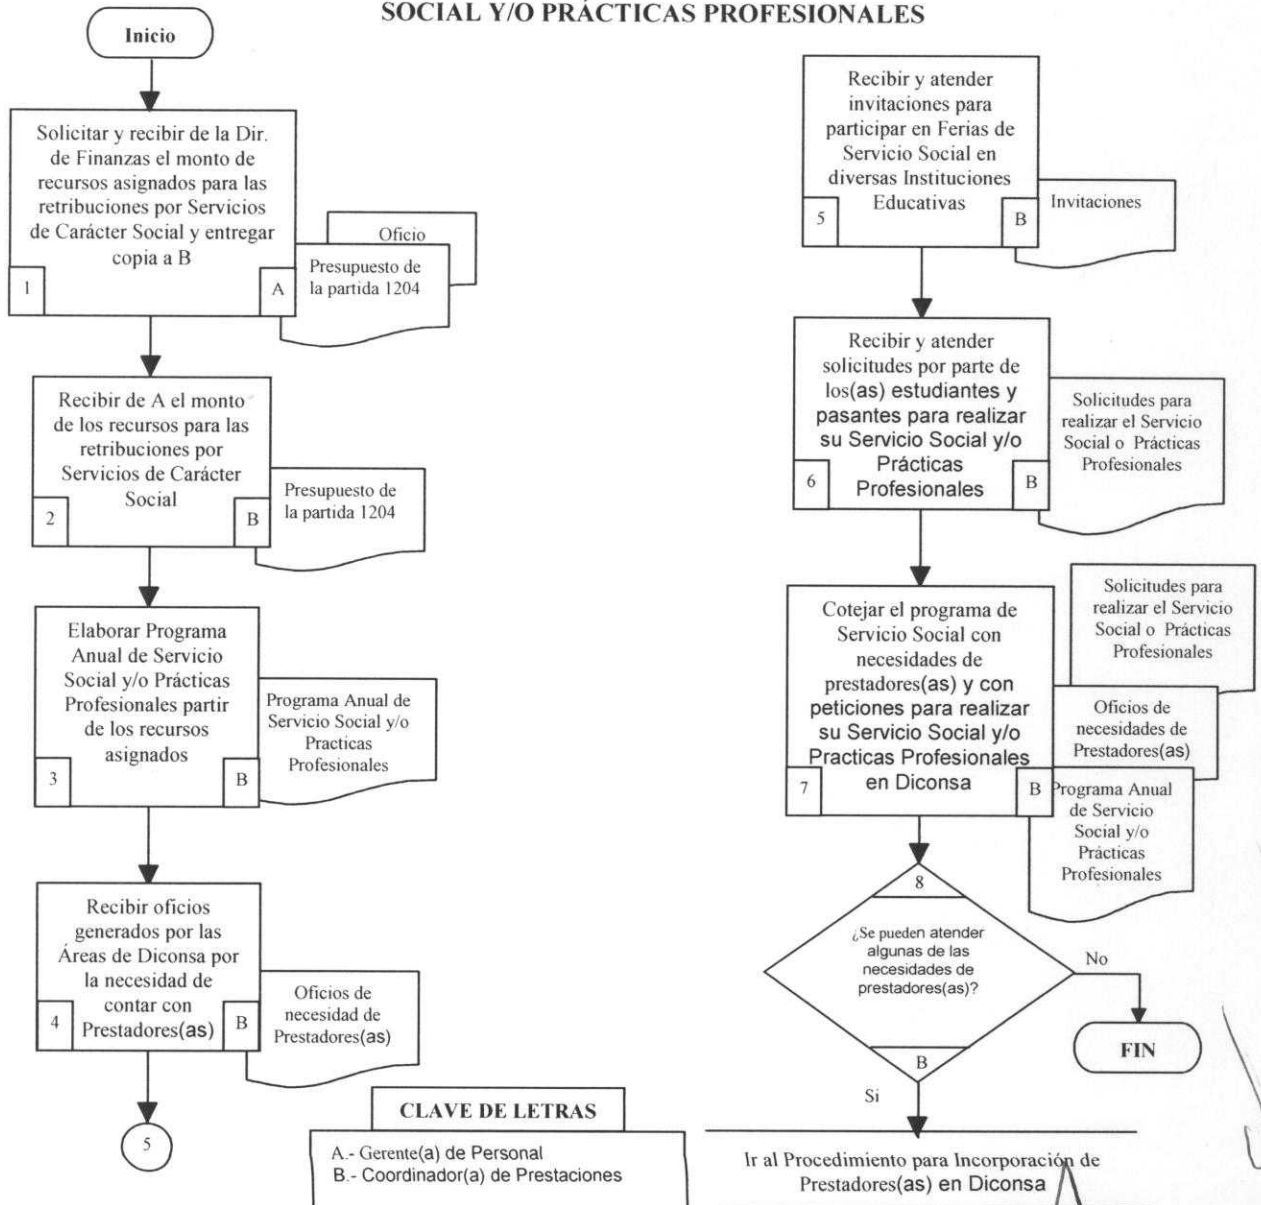 SOCIAL Y/O PRÁCTICAS PROFESIONALES
Inicio
Solicitar y recibir de la Dir.
de Finanzas el monto de
recursos asignados para las
retribuciones por Servicios
de Carácter Social y entregar
copia a B
1
A
Oficio
Presupuesto de
la partida 1204
Recibir de A el monto
de los recursos para las
retribuciones por
Servicios de Carácter
Social
2
B
Presupuesto de
la partida 1204
Elaborar Programa
Anual de Servicio
Social y/o Prácticas
Profesionales partir
de los recursos
asignados
3
B
Programa Anual de
Servicio Social y/o
Practicas
Profesionales
Recibir oficios
generados por las
Áreas de Diconsa por
la necesidad de
contar con
Prestadores(as)
4
B
Oficios de
necesidad de
Prestadores(as)
5
CLAVE DE LETRAS
A.- Gerente(a) de Personal
B.- Coordinador(a) de Prestaciones
Recibir y atender
invitaciones para
participar en Ferias de
Servicio Social en
diversas Instituciones
Educativas
5
B
Invitaciones
Recibir y atender
solicitudes por parte de
los(as) estudiantes y
pasantes para realizar
su Servicio Social y/o
Prácticas
Profesionales
6
B
Solicitudes para
realizar el Servicio
Social o Prácticas
Profesionales
Cotejar el programa de
Servicio Social con
necesidades de
prestadores(as) y con
peticiones para realizar
su Servicio Social y/o
Practicas Profesionales
en Diconsa
7
B
Solicitudes para
realizar el Servicio
Social o Prácticas
Profesionales
Oficios de
necesidades de
Prestadores(as)
Programa Anual
de Servicio
Social y/o
Prácticas
Profesionales
8
¿Se pueden atender
algunas de las
necesidades de
prestadores(as)?
B
No
FIN
Si
Ir al Procedimiento para Incorporación de
Prestadores(as) en Diconsa